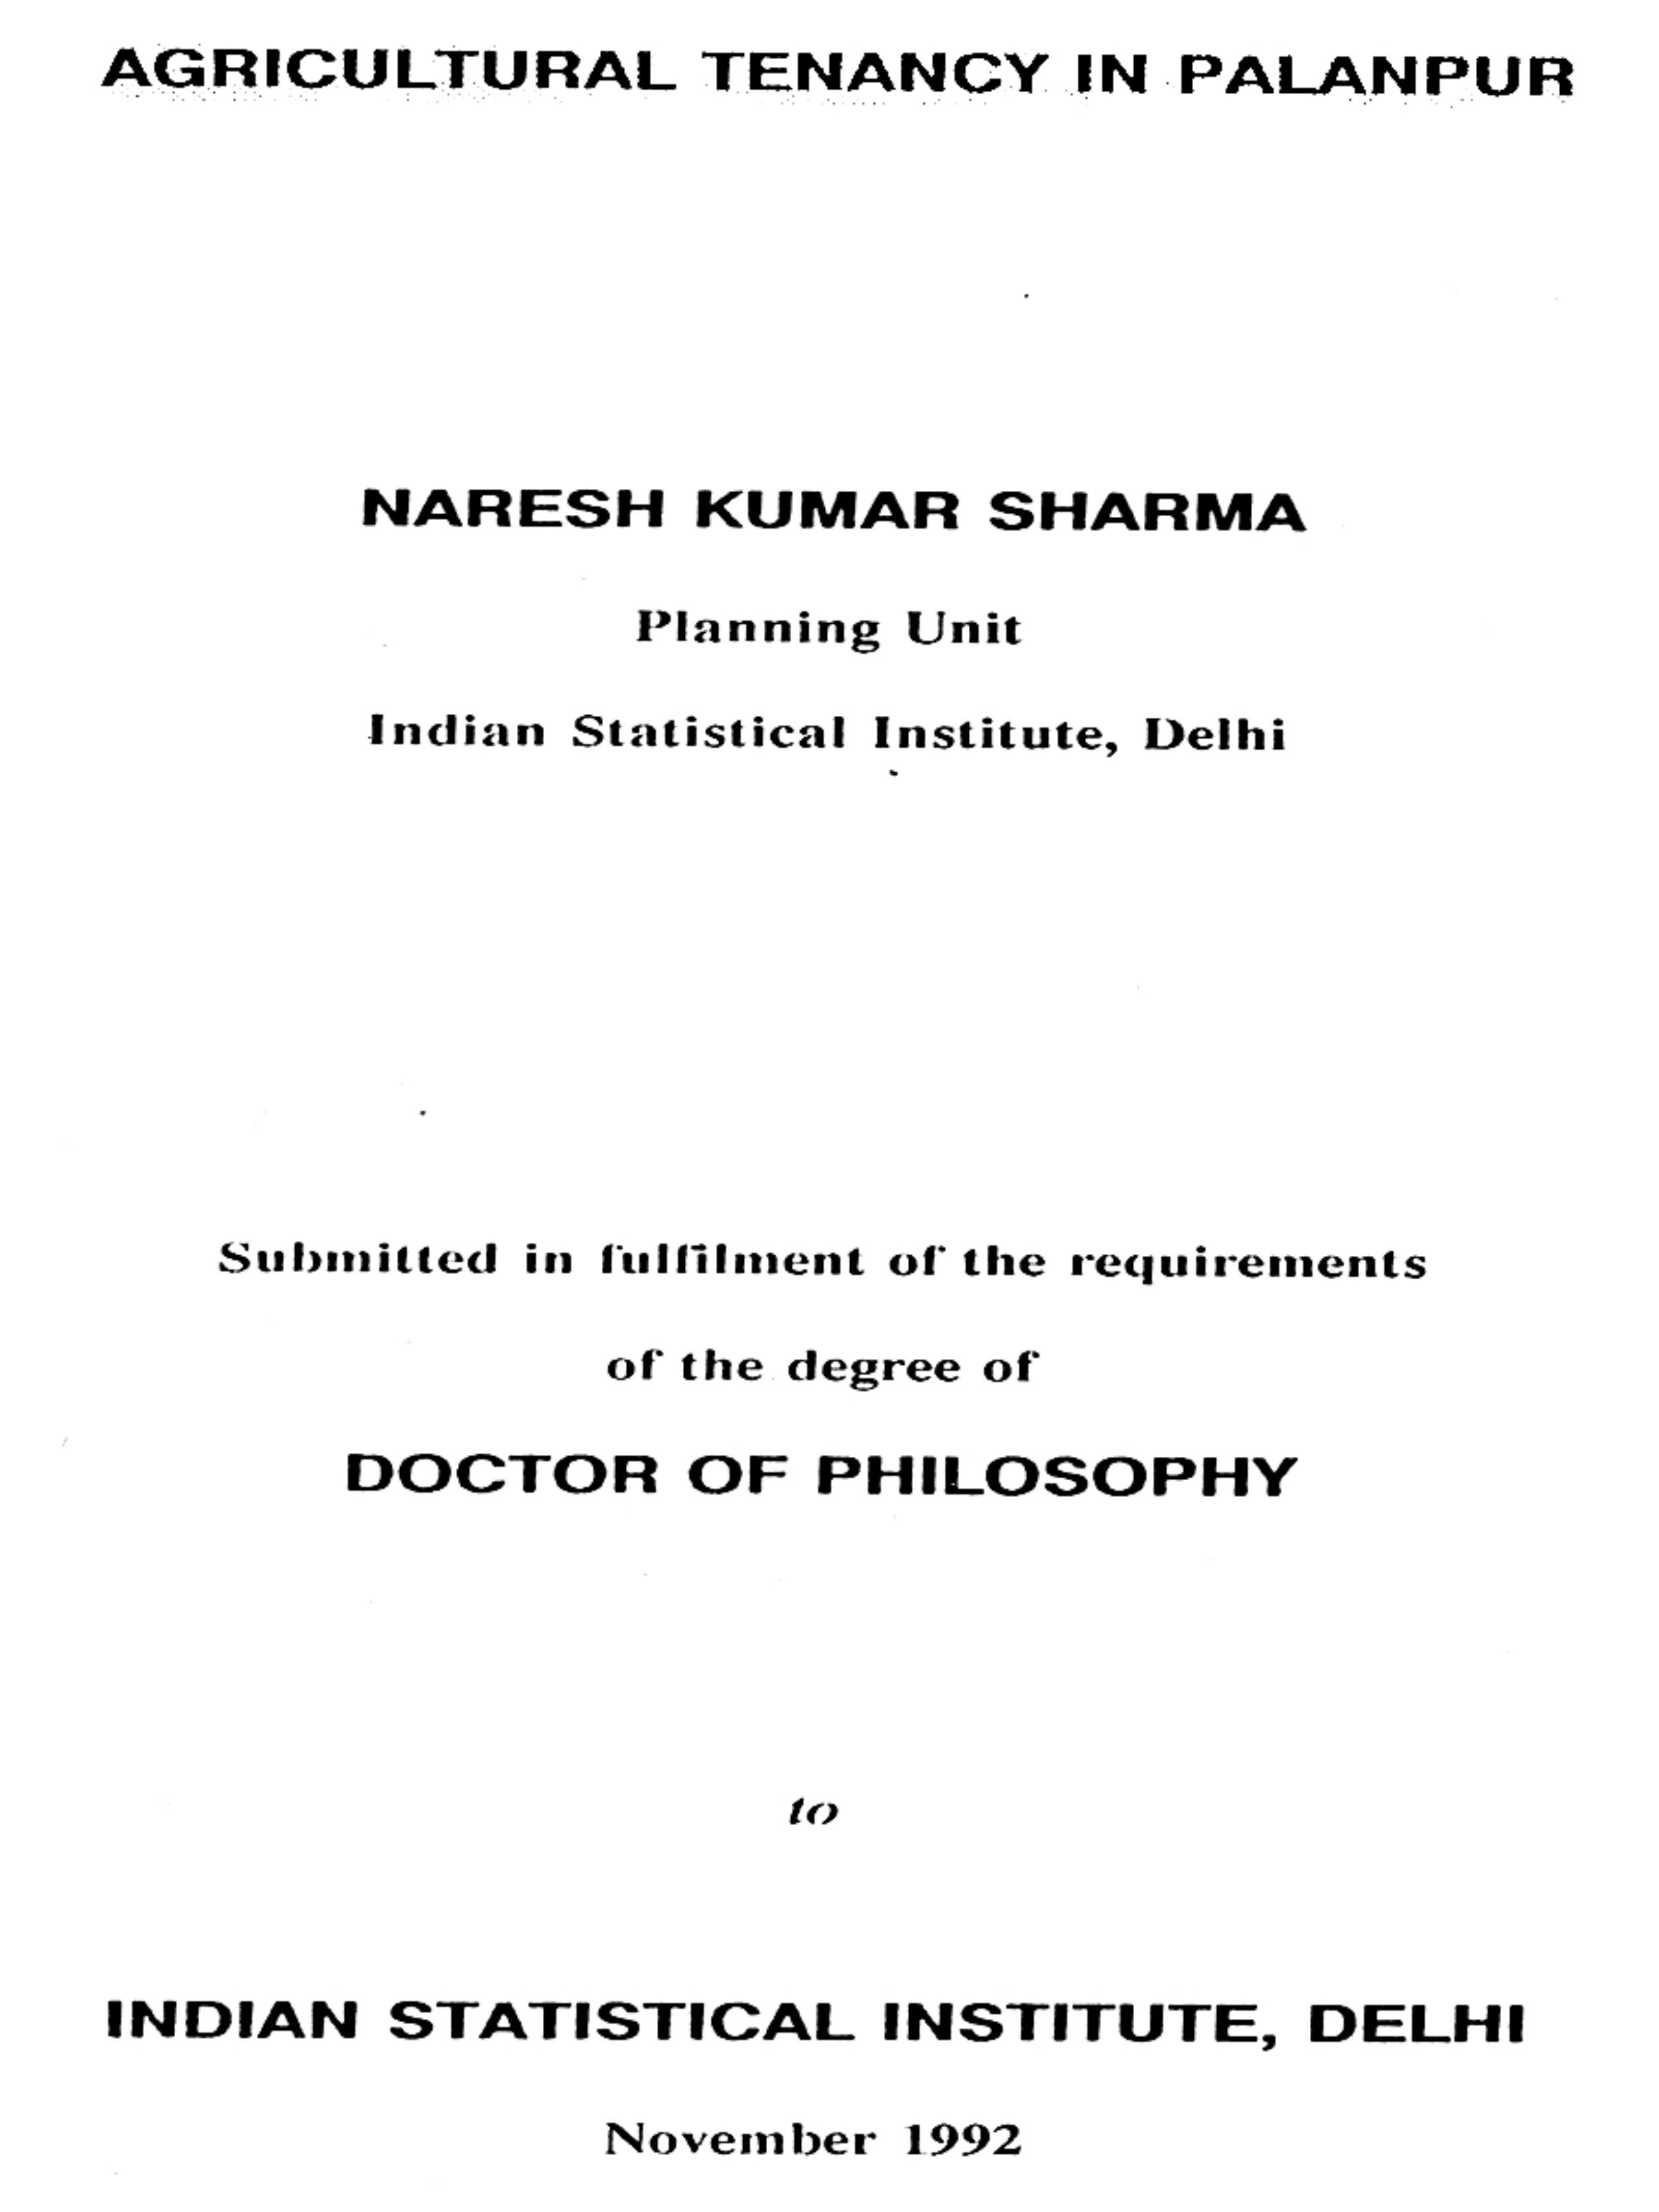 AGRICULTURAL TENANCY IN PALANPUR
NARESH KUMAR SHARMA
Planning Unit
Indian Statistical Institute, Delhi
Submitted in fulfilment of the requirements
of the degree of
DOCTOR OF PHILOSOPHY
to
INDIAN STATISTICAL INSTITUTE, DELHI
November 1992